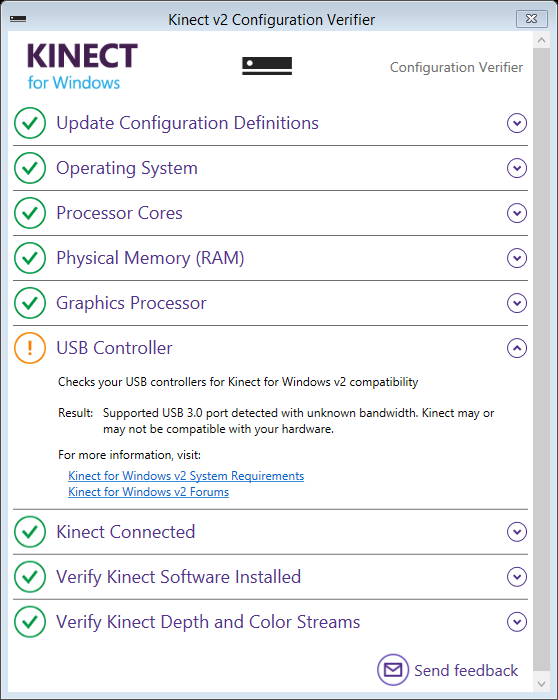 Kinect v2 Configuration Verifier
KINECT
for Windows
Configuration Verifier
Update Configuration Definitions
Operating System
Processor Cores
Physical Memory (RAM)
Graphics Processor
USB Controller
Checks your USB controllers for Kinect for Windows v2 compatibility
Result: Supported USB 3.0 port detected with unknown bandwidth. Kinect may or
may not be compatible with your hardware.
For more information, visit:
Kinect for Windows v2 System Requirements
Kinect for Windows v2 Forums
Kinect Connected
Verify Kinect Software Installed
Verify Kinect Depth and Color Streams
Send feedback